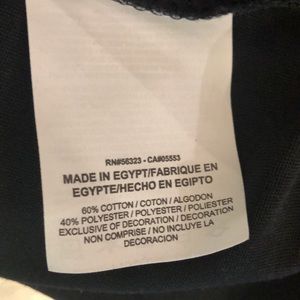 RN#56323 - CA#05553
MADE IN EGYPT/FABRIQUE EN
EGYPTE/HECHO EN EGIPTO
60% COTTON / COTON / ALGODON
40% POLYESTER / POLYESTER / POLIESTER
EXCLUSIVE OF DECORATION / DECORATION
NON COMPRISE / NO INCLUYE LA
DECORACION